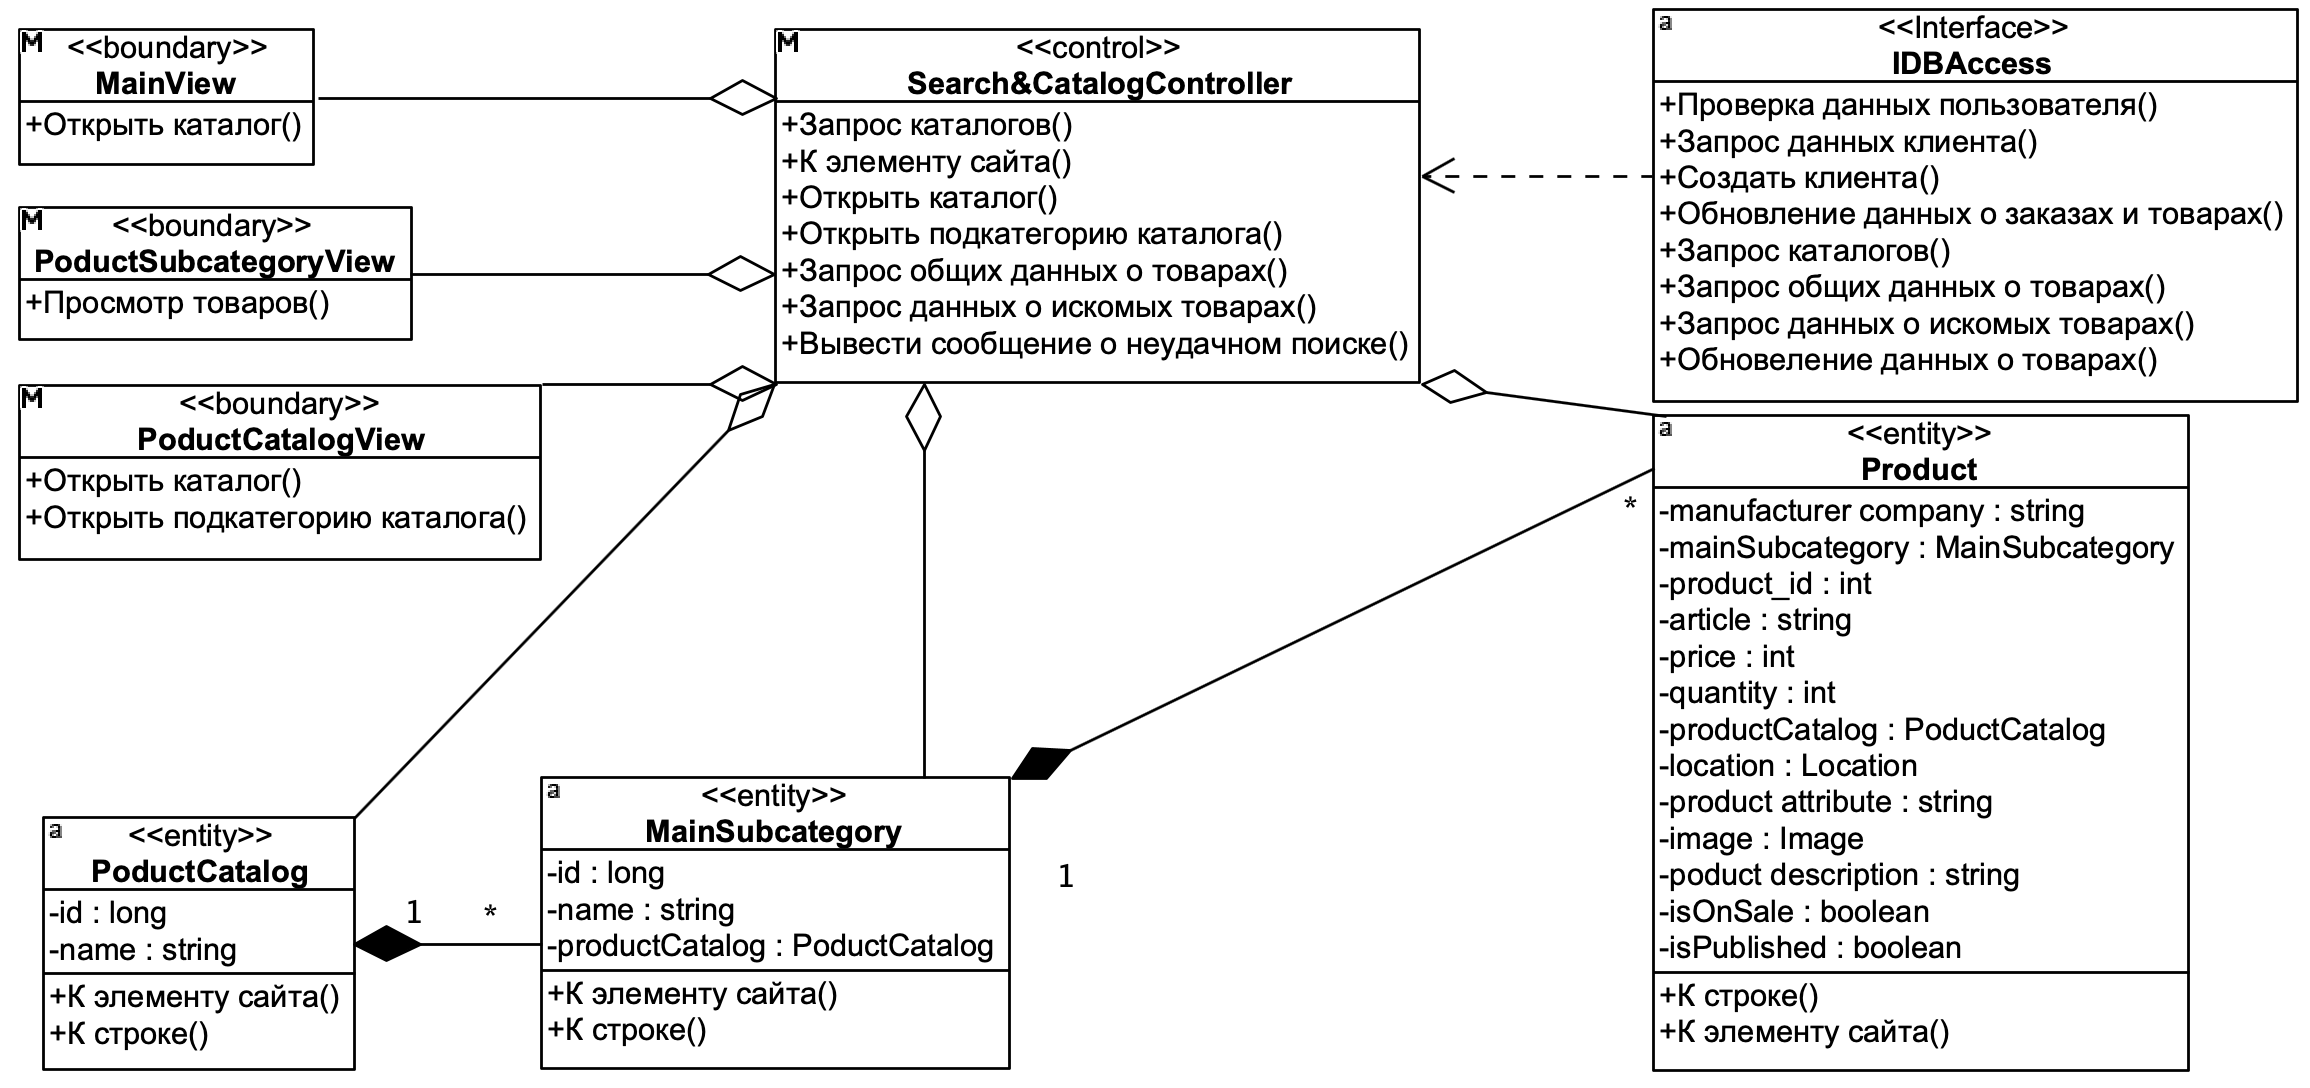 M
<<boundary>>
MainView
+Открыть каталог()
M
<<boundary>>
PoductSubcategoryView
+Просмотр товаров()
M
<<boundary>>
PoductCatalogView
+Открыть каталог()
+Открыть подкатегорию каталога()
M
<<control>>
Search&CatalogController
+Запрос каталогов()
+К элементу сайта()
+Открыть каталог()
+Открыть подкатегорию каталога()
+Запрос общих данных о товарах()
+Запрос данных о искомых товарах()
+Вывести сообщение о неудачном поиске()
a
<<Interface>>
IDBAccess
+Проверка данных пользователя()
+Запрос данных клиента()
+Создать клиента()
+Обновление данных о заказах и товарах()
+Запрос каталогов()
+Запрос общих данных о товарах()
+Запрос данных о искомых товарах()
+Обновеление данных о товарах()
a
<<entity>>
PoductCatalog
-id : long
-name : string
+К элементу сайта()
+К строке()
1
*
a
<<entity>>
MainSubcategory
-id : long
-name : string
-productCatalog : PoductCatalog
+К элементу сайта()
+К строке()
1
*
a
<<entity>>
Product
-manufacturer company : string
-mainSubcategory : MainSubcategory
-product_id : int
-article : string
-price : int
-quantity : int
-productCatalog : PoductCatalog
-location : Location
-product attribute : string
-image : Image
-poduct description : string
-isOnSale : boolean
-isPublished : boolean
+К строке()
+К элементу сайта()